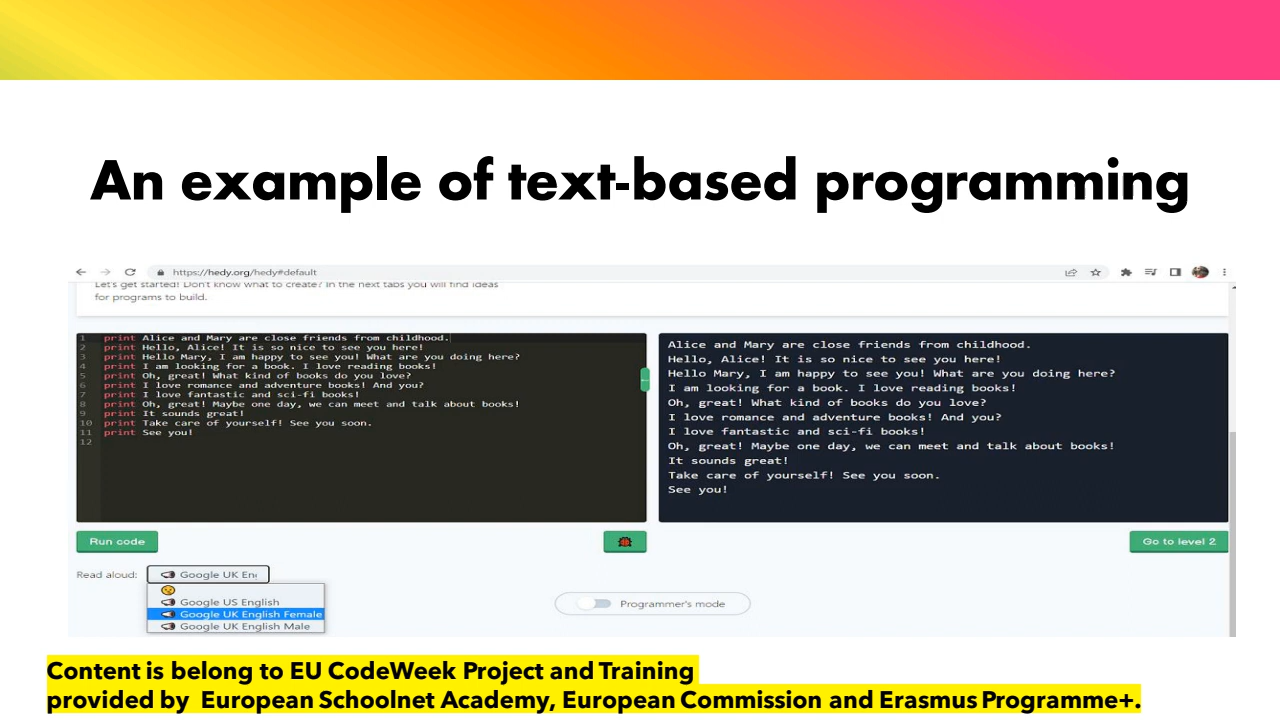 An example of text-based programming
https://hedy.org/hedy#default
Let's get started! Don't know what to create? In the next tabs you will find ideas
for programs to build.
1 print Alice and Mary are close friends from childhood.
2 print Hello, Alice! It is so nice to see you here!
3 print Hello Mary, I am happy to see you! What are you doing here?
4 print I am looking for a book. I love reading books!
5 print Oh, great! What kind of books do you love?
6 print I love romance and adventure books! And you?
7 print I love fantastic and sci-fi books!
8 print Oh, great! Maybe one day, we can meet and talk about books!
9 print It sounds great!
10 print Take care of yourself! See you soon.
11 print See you!
12
Alice and Mary are close friends from childhood.
Hello, Alice! It is so nice to see you here!
Hello Mary, I am happy to see you! What are you doing here?
I am looking for a book. I love reading books!
Oh, great! What kind of books do you love?
I love romance and adventure books! And you?
I love fantastic and sci-fi books!
Oh, great! Maybe one day, we can meet and talk about books!
It sounds great!
Take care of yourself! See you soon.
See you!
Run code
Go to level 2
Read aloud:
Google UK En
Google US English
Google UK English Female
Google UK English Male
Programmer's mode
Content is belong to EU CodeWeek Project and Training
provided by European Schoolnet Academy, European Commission and Erasmus Programme+.